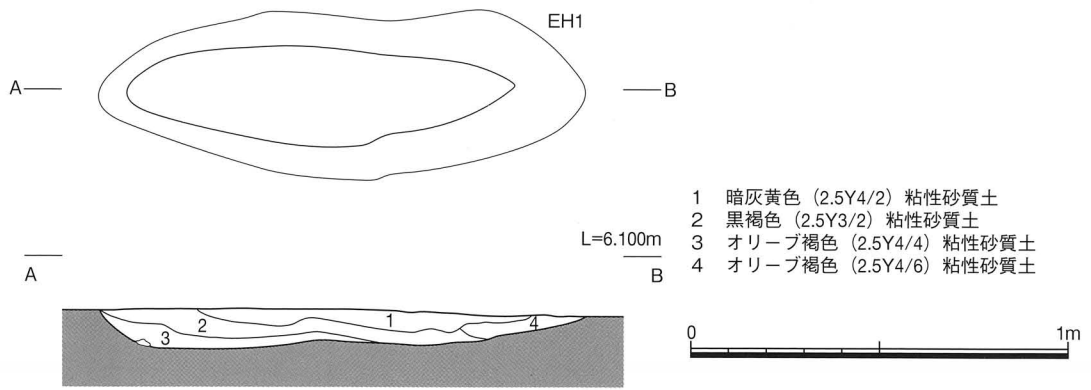 EH1
A
B
L=6.100m
A
B
1 暗灰黄色（2.5Y4/2）粘性砂質土
2 黒褐色（2.5Y3/2）粘性砂質土
3 オリーブ褐色（2.5Y4/4）粘性砂質土
4 オリーブ褐色（2.5Y4/6）粘性砂質土
1
2
3
4
0
1m